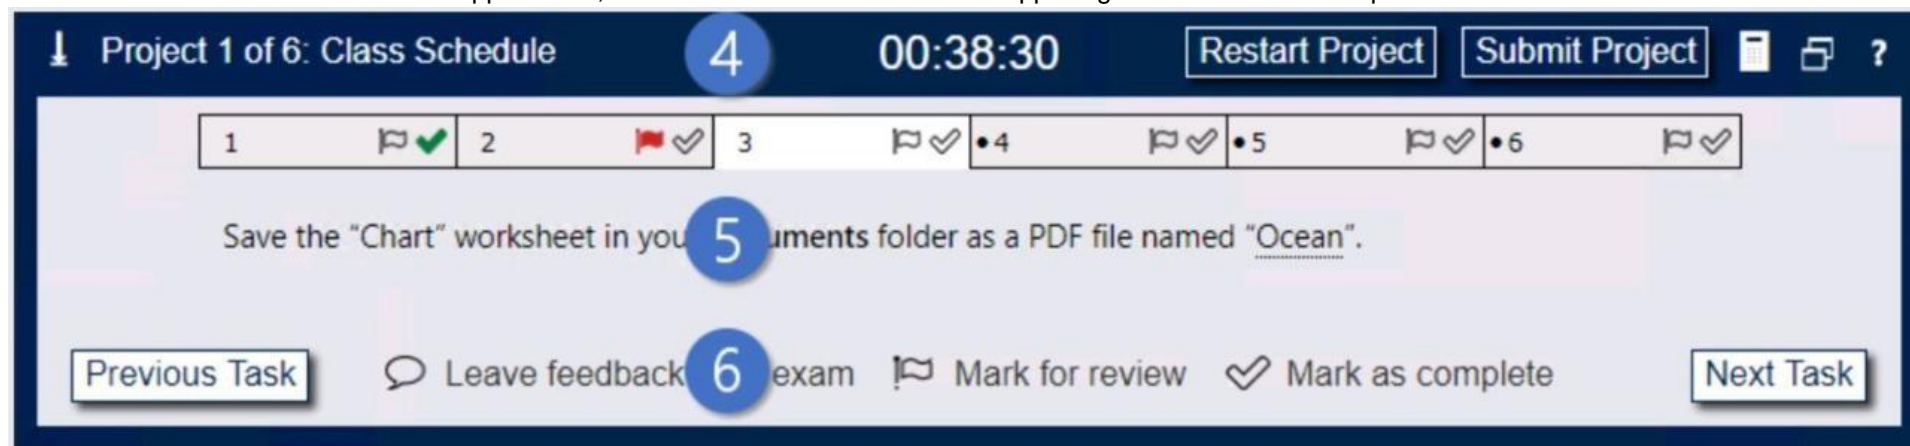 Project 1 of 6: Class Schedule 4 00:38:30 Restart Project Submit Project ?
1 2 3 •4 •5 •6
Save the “Chart” worksheet in you 5 uments folder as a PDF file named “Ocean”.
Previous Task Leave feedback 6 exam Mark for review Mark as complete Next Task